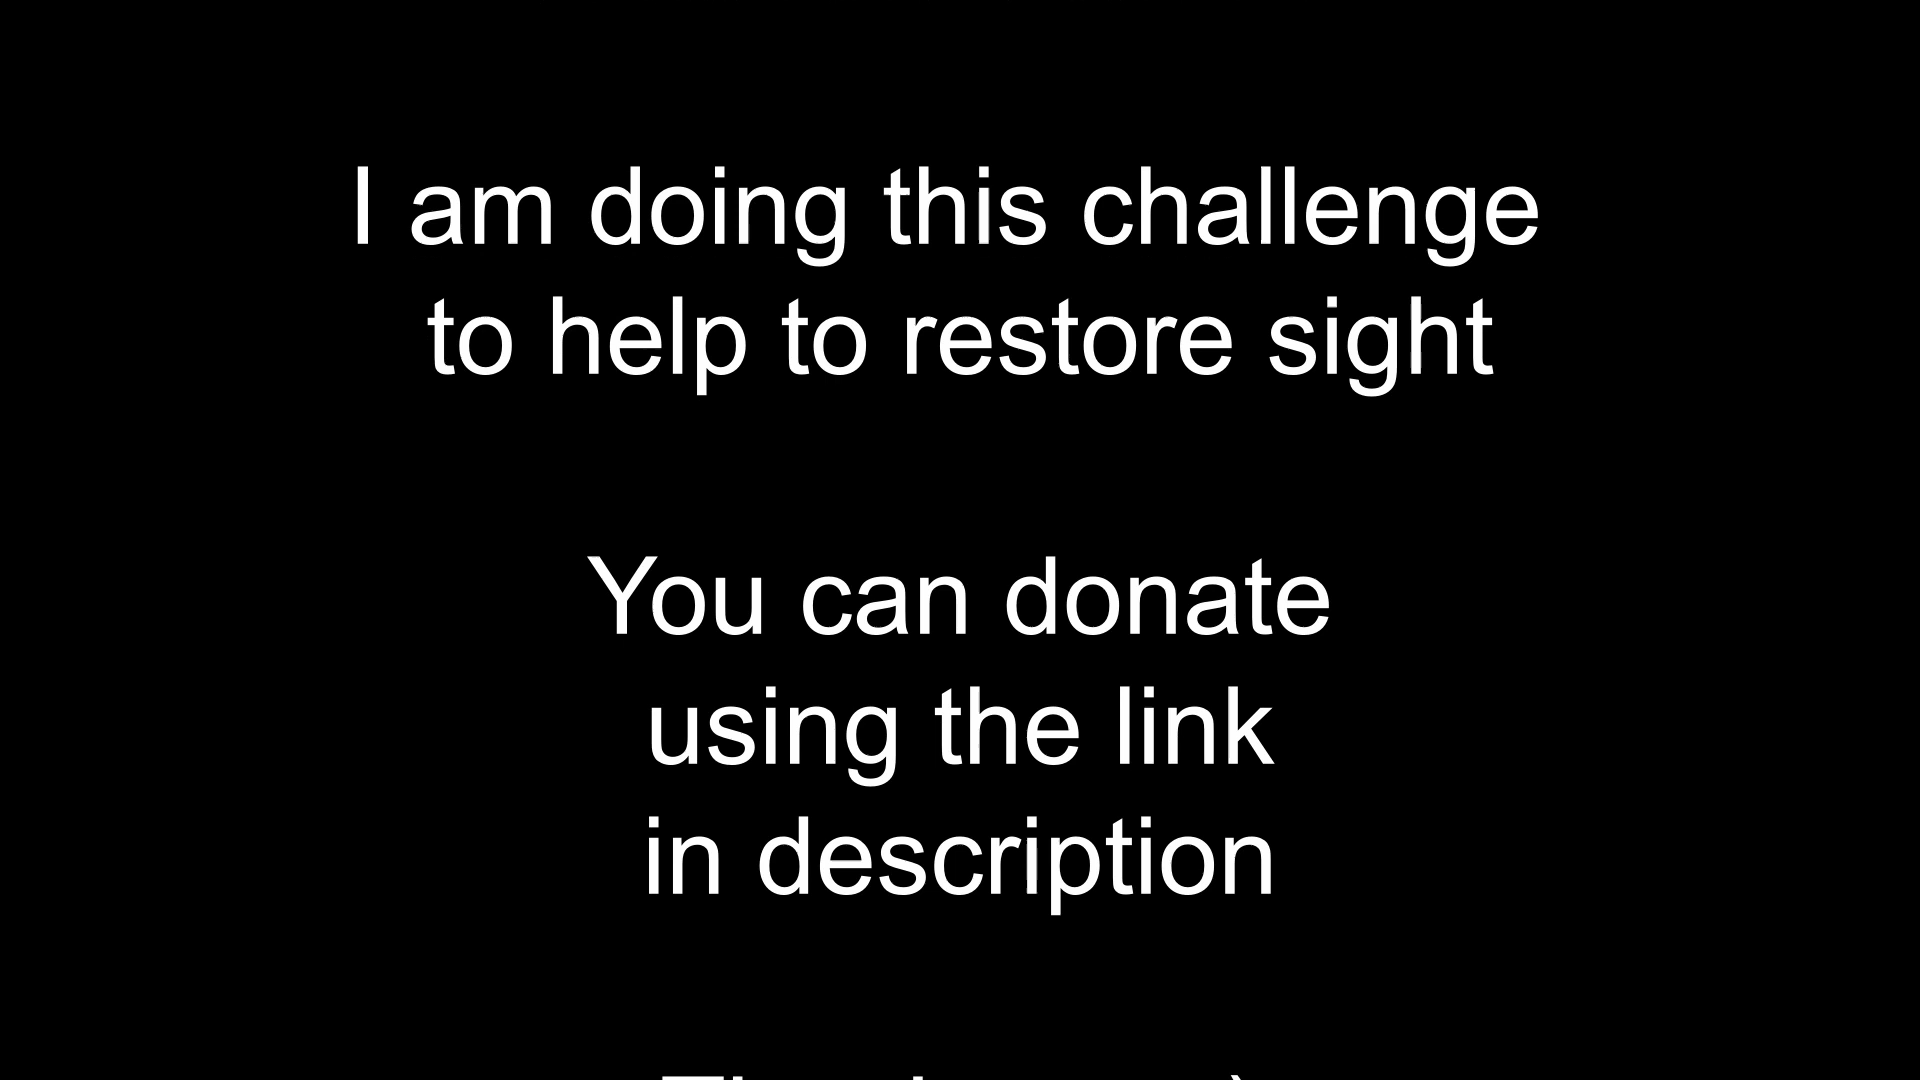 I am doing this challenge
to help to restore sight
You can donate
using the link
in description